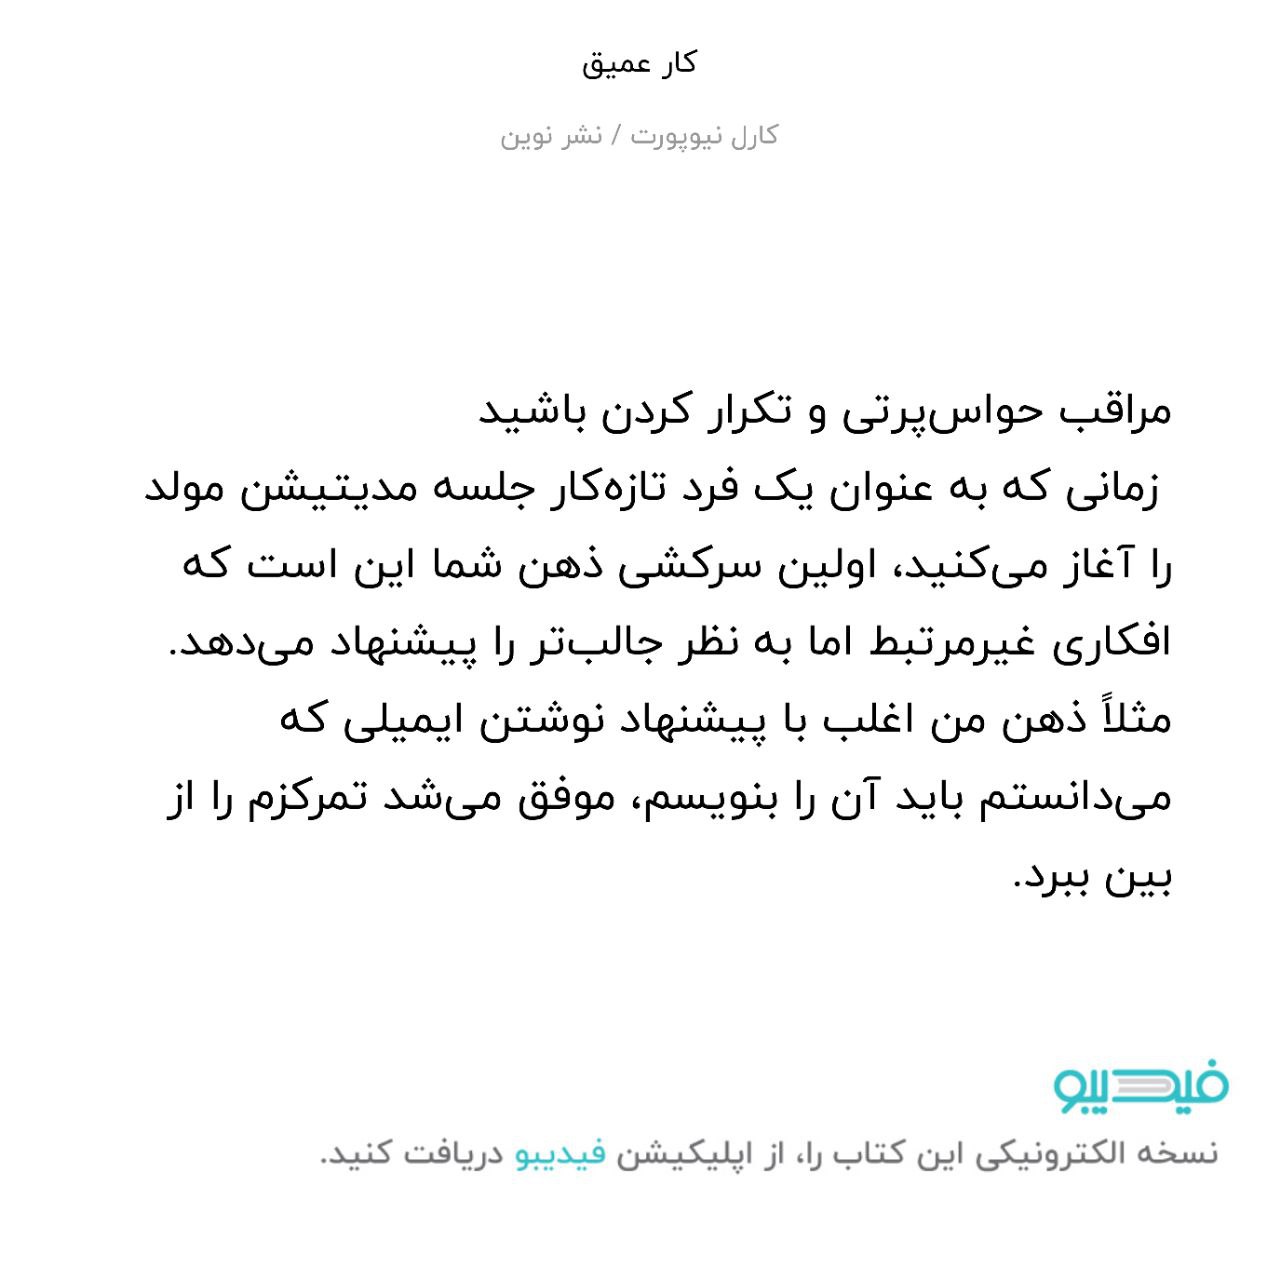 کار عمیق
کارل نیوپورت / نشر نوین
مراقب حواس‌پرتی و تکرار کردن باشید
زمانی که به عنوان یک فرد تازه‌کار جلسه مدیتیشن مولد
را آغاز می‌کنید، اولین سرکشی ذهن شما این است که
افکاری غیرمرتبط اما به نظر جالب‌تر را پیشنهاد می‌دهد.
مثلاً ذهن من اغلب با پیشنهاد نوشتن ایمیلی که
می‌دانستم باید آن را بنویسم، موفق می‌شد تمرکزم را از
بین ببرد.
فیدیبو
نسخه الکترونیکی این کتاب را، از اپلیکیشن فیدیبو دریافت کنید.